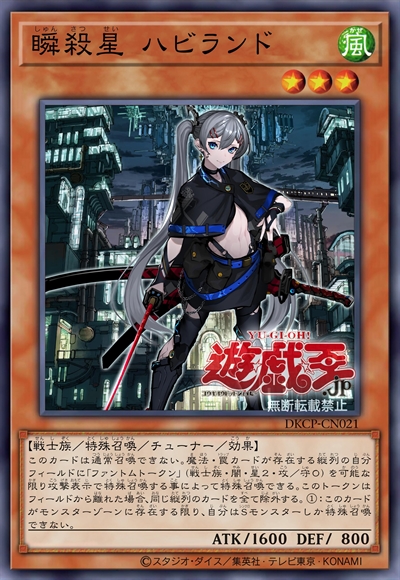 しゅん さつ せい
瞬殺星 ハビランド
かぜ
風
YU-GI-OH!
遊戯王
jp
無断転載禁止
DKCP-CN021
【戦士族／特殊召喚／チューナー／効果】
このカードは通常召喚できない。魔法・罠カードが存在する縦列の自分
フィールドに「ファントムトークン」(戦士族・闇・星2・攻／守０)を可能な
限り攻撃表示で特殊召喚する事によって特殊召喚できる。このトークンは
フィールドから離れた場合、同じ縦列のカードを全て除外する。①：このカー
ドがモンスターゾーンに存在する限り、自分はSモンスターしか特殊召喚
できない。
ATK/1600 DEF/ 800
©スタジオ・ダイス／集英社・テレビ東京・KONAMI